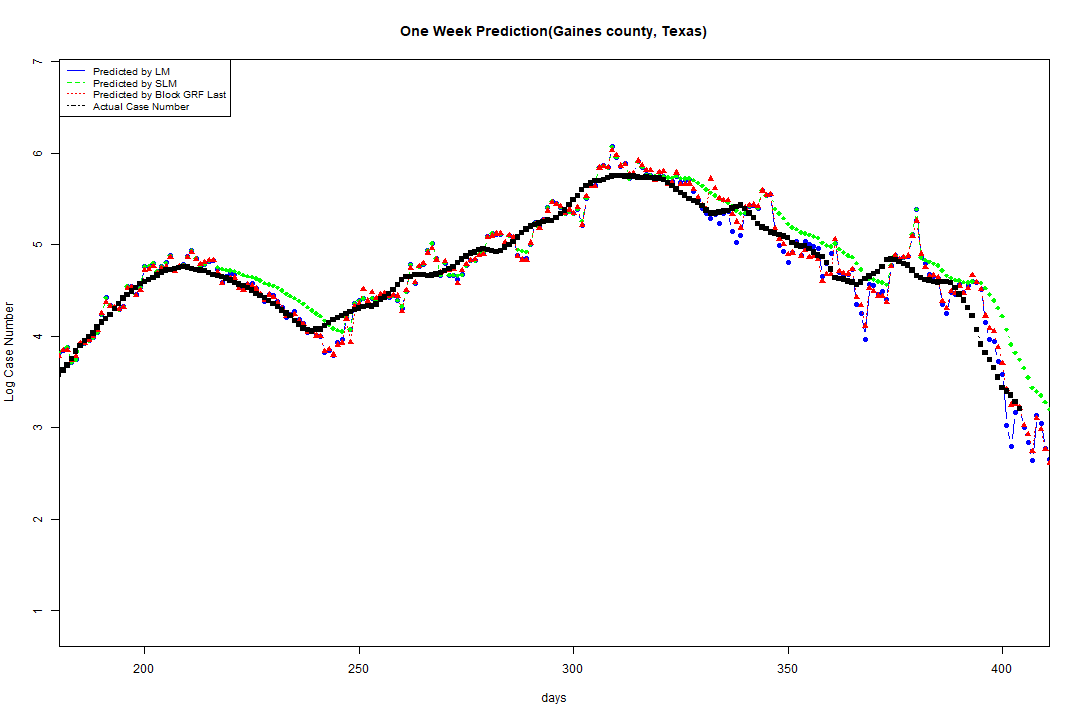 One Week Prediction(Gaines county, Texas)
Predicted by LM
Predicted by SLM
Predicted by Block GRF Last
Actual Case Number
7
6
5
4
3
2
1
Log Case Number
200 250 300 350 400
days